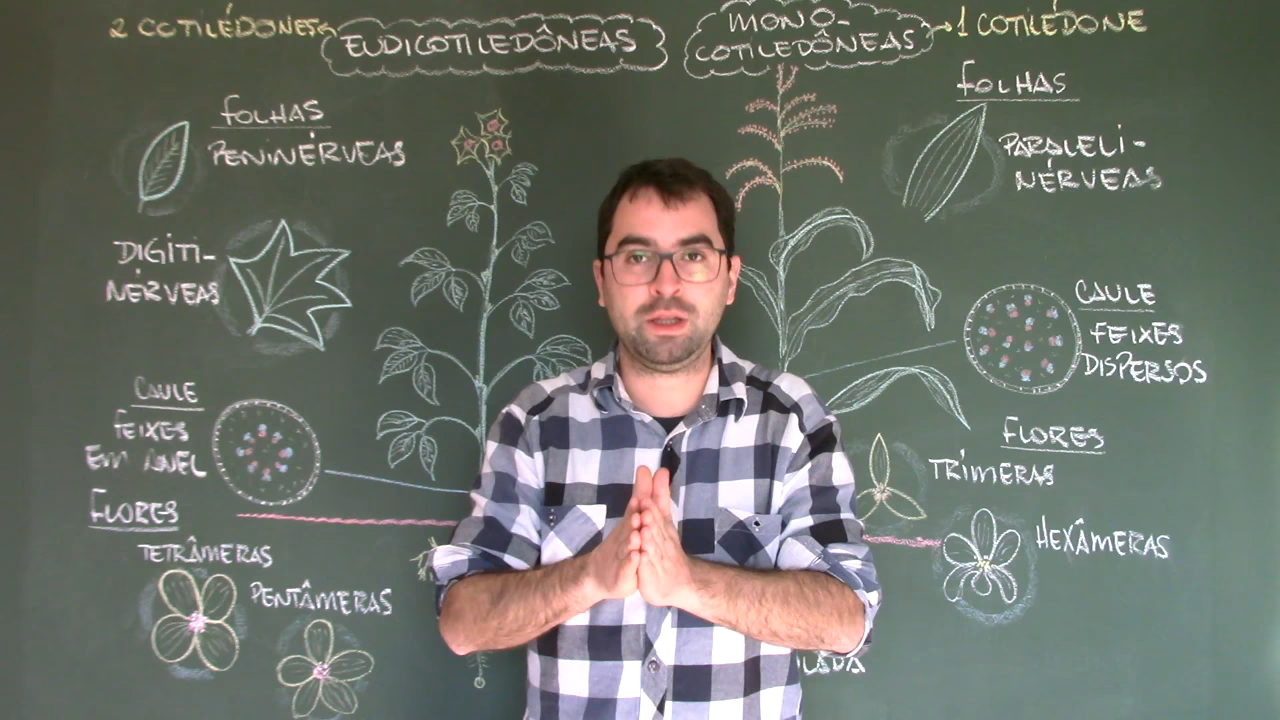 2 COTILÉDONES
EUDICOTILEDÔNEAS
FOLHAS
PENINÉRVEAS
DIGITI-
NÉRVEAS
CAULE
FEIXES
EM ANEL
FLORES
TETRÂMERAS
PENTÂMERAS
MONO-
COTILEDÔNEAS
1 COTILÉDONE
FOLHAS
PARALELI-
NÉRVEAS
CAULE
FEIXES
DISPERSOS
FLORES
TRÍMERAS
HEXÂMERAS